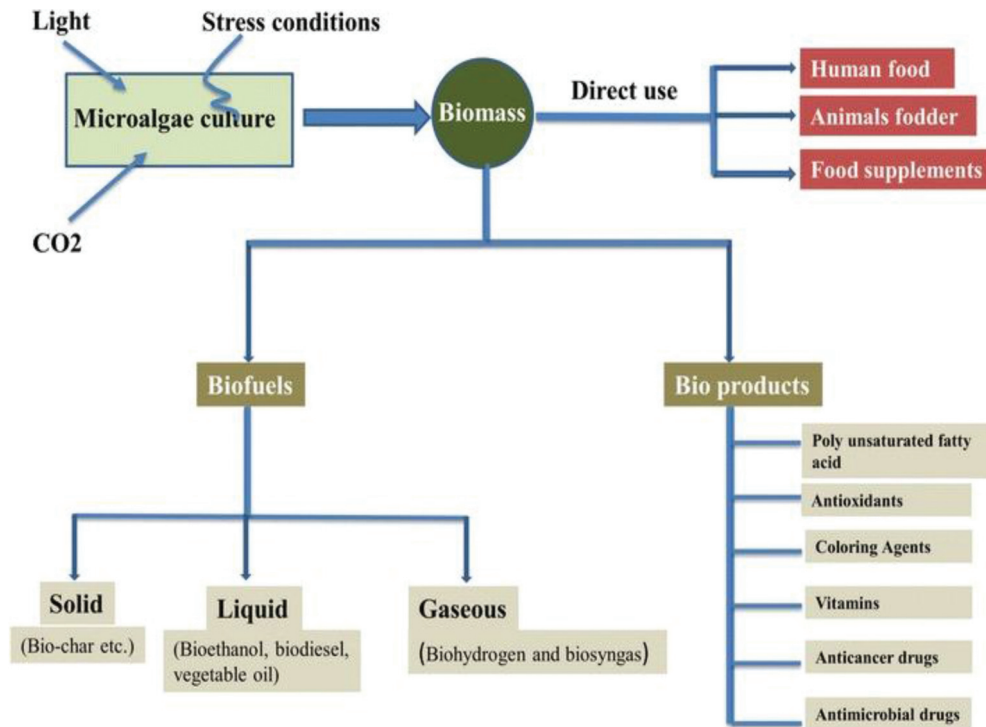 Light
Stress conditions
Microalgae culture
CO2
Biomass
Direct use
Human food
Animals fodder
Food supplements
Biofuels
Bio products
Solid
(Bio-char etc.)
Liquid
(Bioethanol, biodiesel,
vegetable oil)
Gaseous
(Biohydrogen and biosyngas)
Poly unsaturated fatty
acid
Antioxidants
Coloring Agents
Vitamins
Anticancer drugs
Antimicrobial drugs